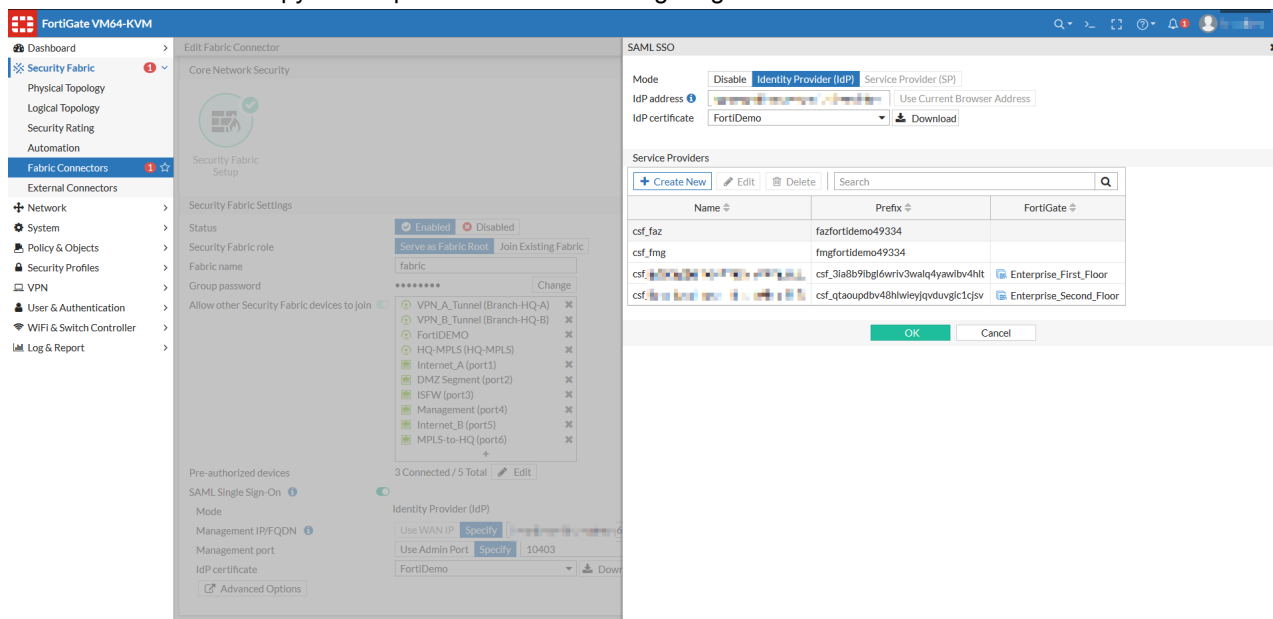 FortiGate VM64-KVM
1
Dashboard
Security Fabric 1
Physical Topology
Logical Topology
Security Rating
Automation
Fabric Connectors 1
External Connectors
Network
System
Policy & Objects
Security Profiles
VPN
User & Authentication
WiFi & Switch Controller
Log & Report
Edit Fabric Connector
Core Network Security
Security Fabric
Setup
Security Fabric Settings
Status Enabled Disabled
Security Fabric role Serve as Fabric Root Join Existing Fabric
Fabric name fabric
Group password •••••••• Change
Allow other Security Fabric devices to join
VPN_A_Tunnel (Branch-HQ-A)
VPN_B_Tunnel (Branch-HQ-B)
FortiDEMO
HQ-MPLS (HQ-MPLS)
Internet_A (port1)
DMZ Segment (port2)
ISFW (port3)
Management (port4)
Internet_B (port5)
MPLS-to-HQ (port6)
+
Pre-authorized devices 3 Connected / 5 Total Edit
SAML Single Sign-On
Mode Identity Provider (IdP)
Management IP/FQDN Use WAN IP Specify
Management port Use Admin Port Specify 10403
IdP certificate FortiDemo
Advanced Options
SAML SSO
Mode Disable Identity Provider (IdP) Service Provider (SP)
IdP address Use Current Browser Address
IdP certificate FortiDemo Download
Service Providers
+ Create New Edit Delete Search
Name Prefix FortiGate
csf_faz fazfortidemo49334
csf_fmg fmgfortidemo49334
csf_ csf_3ia8b9ibgl6wriv3walq4yawibv4hlt Enterprise_First_Floor
csf_ csf_qtaoupdbv48hlwieyjqvduvgic1cjsv Enterprise_Second_Floor
OK Cancel